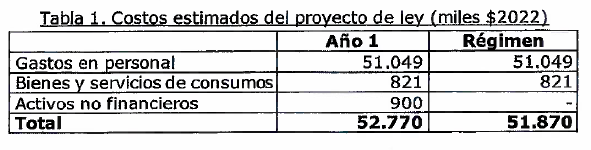 Tabla 1. Costos estimados del proyecto de ley (miles $2022)
Año 1 Régimen
Gastos en personal 51.049 51.049
Bienes y servicios de consumos 821 821
Activos no financieros 900 -
Total 52.770 51.870